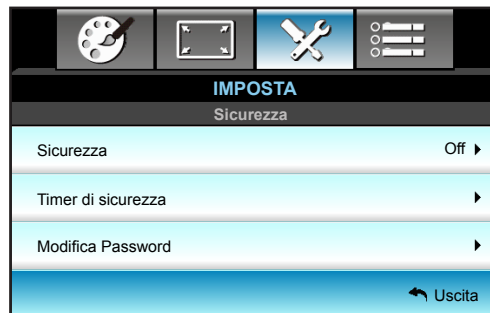 IMPOSTA
Sicurezza
Sicurezza Off
Timer di sicurezza
Modifica Password
Uscita